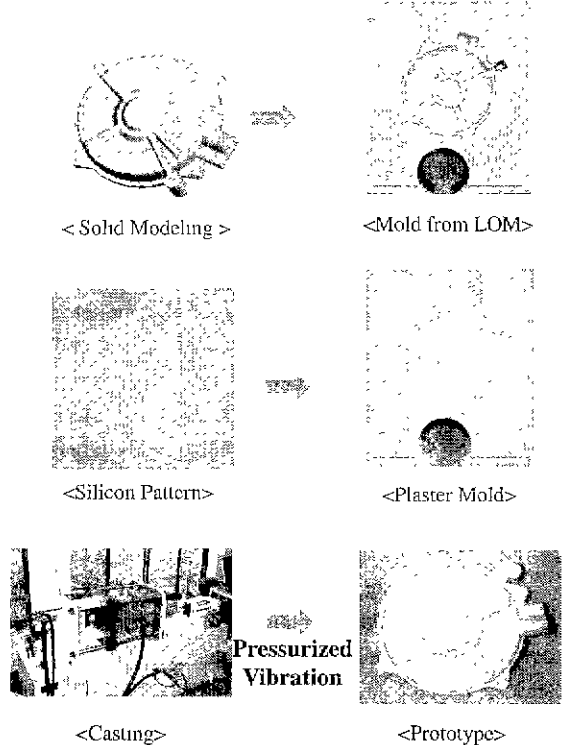 < Solid Modeling >
<Mold from LOM>
<Silicon Pattern>
<Plaster Mold>
Pressurized
Vibration
<Casting>
<Prototype>